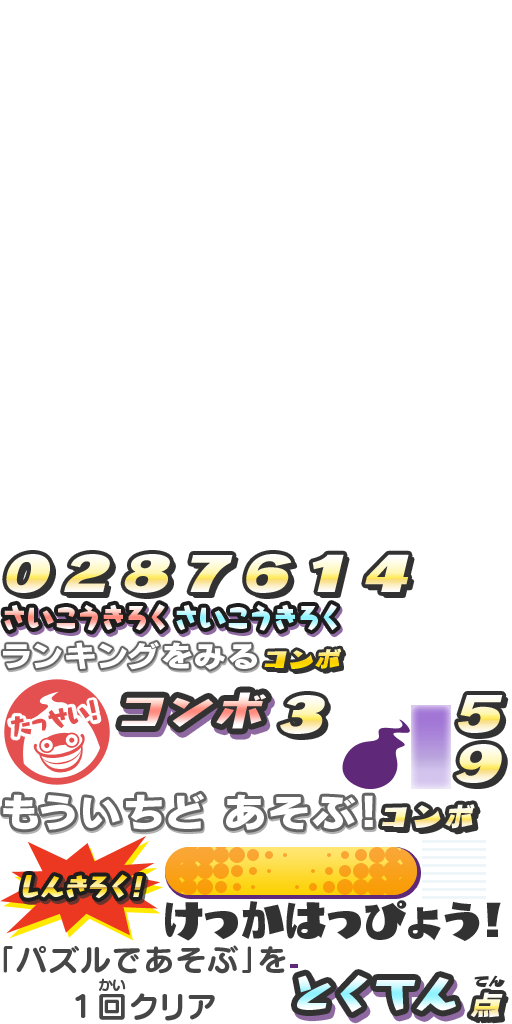 0287614
さいこうきろく さいこうきろく
ランキングをみる コンボ
たっせい!
コンボ 3
5
9
もういちど あそぶ! コンボ
しんきろく!
けっかはっぴょう!
「パズルであそぶ」を-
かい
1回クリア
とくてん
てん
点